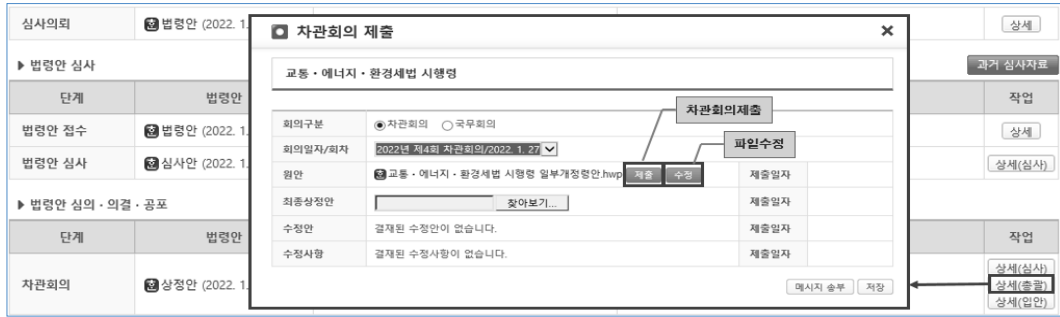 심사의뢰 법령안 (2022. 1. 상세
차관회의 제출
▶ 법령안 심사 과거 심사자료
교통・에너지・환경세법 시행령
단계 법령안 작업
차관회의제출
법령안 접수 법령안 (2022. 1. 상세
회의구분 차관회의 국무회의
파일수정
회의일자/회차 2022년 제4회 차관회의/2022. 1. 27
법령안 심사 심사안 (2022. 1. 상세(심사)
원안 교통・에너지・환경세법 시행령 일부개정령안.hwp 제출 수정 제출일자
최종상정안 찾아보기... 제출일자
▶ 법령안 심의・의결・공포
수정안 결재된 수정안이 없습니다. 제출일자
단계 법령안 작업
수정사항 결재된 수정사항이 없습니다. 제출일자
상세(심사)
차관회의 상정안 (2022. 1. 메시지 송부 저장 상세(총괄)
상세(입안)